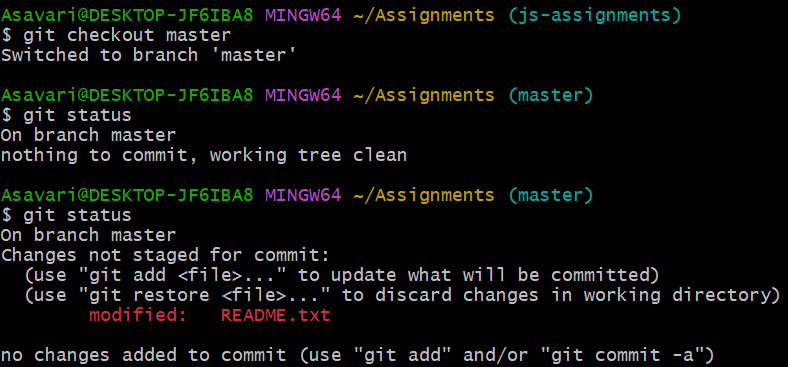 Asavari@DESKTOP-JF6IBA8 MINGW64 ~/Assignments (js-assignments)
$ git checkout master
Switched to branch 'master'

Asavari@DESKTOP-JF6IBA8 MINGW64 ~/Assignments (master)
$ git status
On branch master
nothing to commit, working tree clean

Asavari@DESKTOP-JF6IBA8 MINGW64 ~/Assignments (master)
$ git status
On branch master
Changes not staged for commit:
  (use "git add <file>..." to update what will be committed)
  (use "git restore <file>..." to discard changes in working directory)
        modified:   README.txt

no changes added to commit (use "git add" and/or "git commit -a")